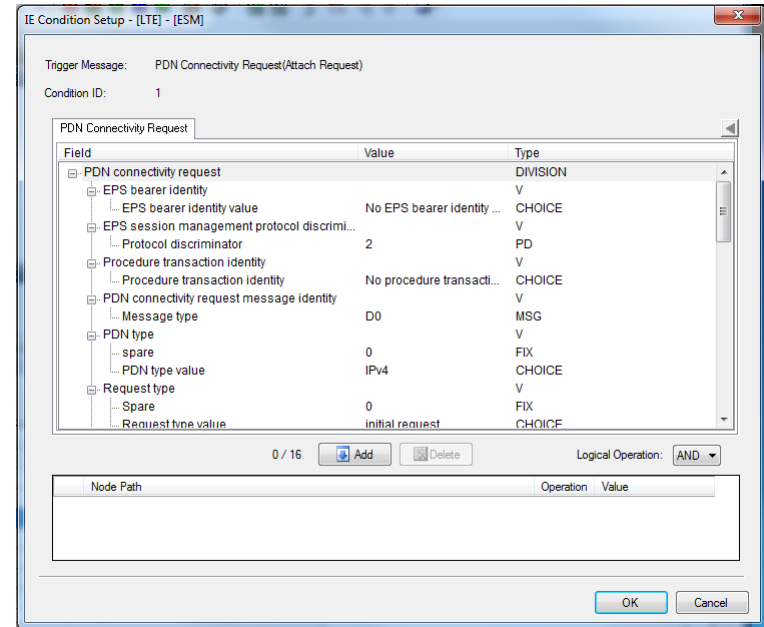 IE Condition Setup - [LTE] - [ESM]
Trigger Message: PDN Connectivity Request(Attach Request)
Condition ID: 1
PDN Connectivity Request
Field Value Type
PDN connectivity request DIVISION
EPS bearer identity V
EPS bearer identity value No EPS bearer identity ... CHOICE
EPS session management protocol discrimi... V
Protocol discriminator 2 PD
Procedure transaction identity V
Procedure transaction identity No procedure transacti... CHOICE
PDN connectivity request message identity V
Message type D0 MSG
PDN type V
spare 0 FIX
PDN type value IPv4 CHOICE
Request type V
Spare 0 FIX
Request type value initial request CHOICE
0 / 16 Add Delete Logical Operation: AND
Node Path Operation Value
OK Cancel